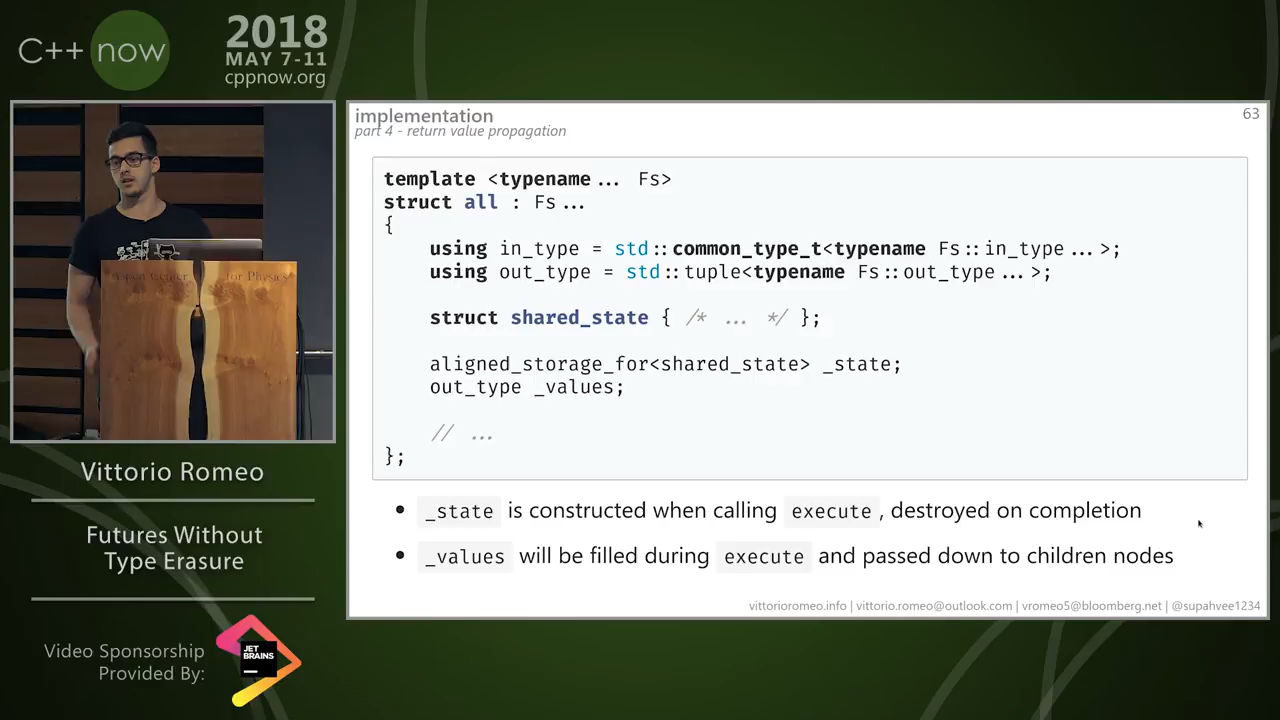 C++ now
2018
MAY 7-11
cppnow.org
implementation
part 4 - return value propagation
63
template <typename... Fs>
struct all : Fs...
{
using in_type = std::common_type_t<typename Fs::in_type...>;
using out_type = std::tuple<typename Fs::out_type...>;
struct shared_state { /* ... */ };
aligned_storage_for<shared_state> _state;
out_type _values;
// ...
};
• _state is constructed when calling execute, destroyed on completion
• _values will be filled during execute and passed down to children nodes
vittorioromeo.info | vittorio.romeo@outlook.com | vromeo5@bloomberg.net | @supahvee1234
for Physics
Vittorio Romeo
Futures Without
Type Erasure
Video Sponsorship
Provided By:
JET
BRAINS